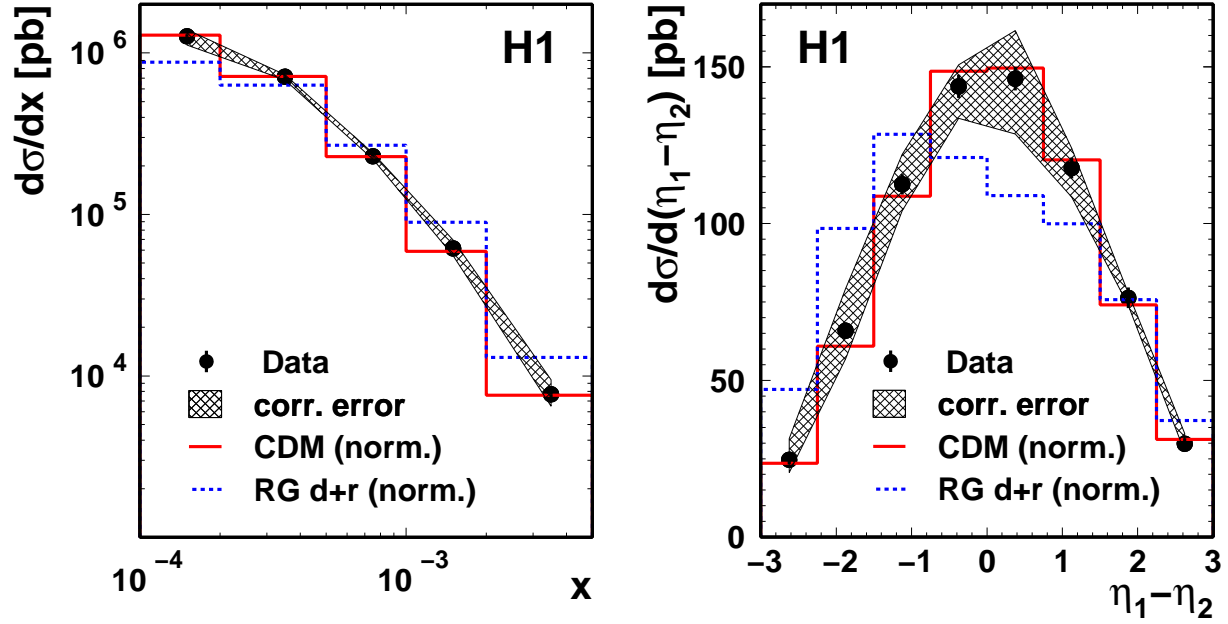 dσ/dx [pb]
H1
10^6
10^5
10^4
Data
corr. error
CDM (norm.)
RG d+r (norm.)
10^−4 10^−3
x
dσ/d(η₁−η₂) [pb]
H1
150
100
50
0
Data
corr. error
CDM (norm.)
RG d+r (norm.)
−3 −2 −1 0 1 2 3
η₁−η₂